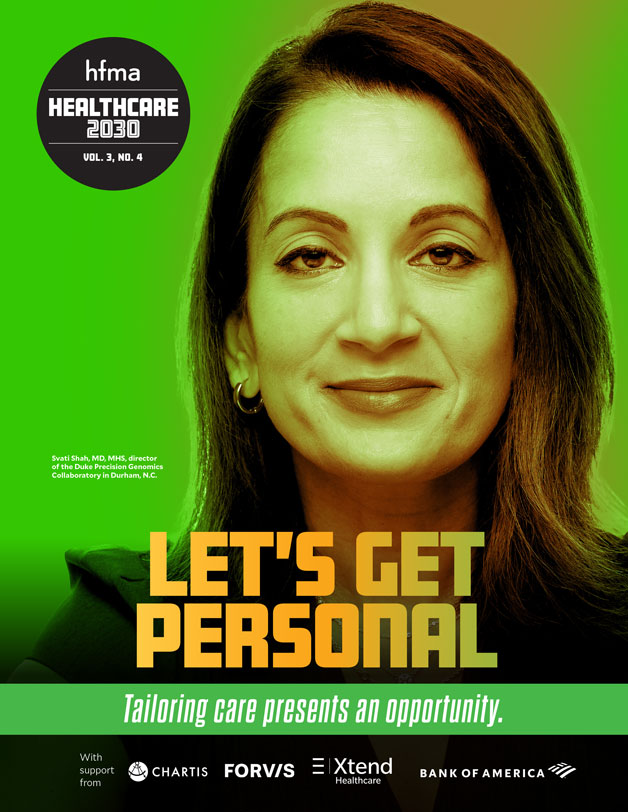 hfma
HEALTHCARE
2030
VOL. 3, NO. 4
Svati Shah, MD, MHS, director
of the Duke Precision Genomics
Collaboratory in Durham, N.C.
LET'S GET
PERSONAL
Tailoring care presents an opportunity.
With
support
from
CHARTIS
FORVIS
Xtend
Healthcare
BANK OF AMERICA